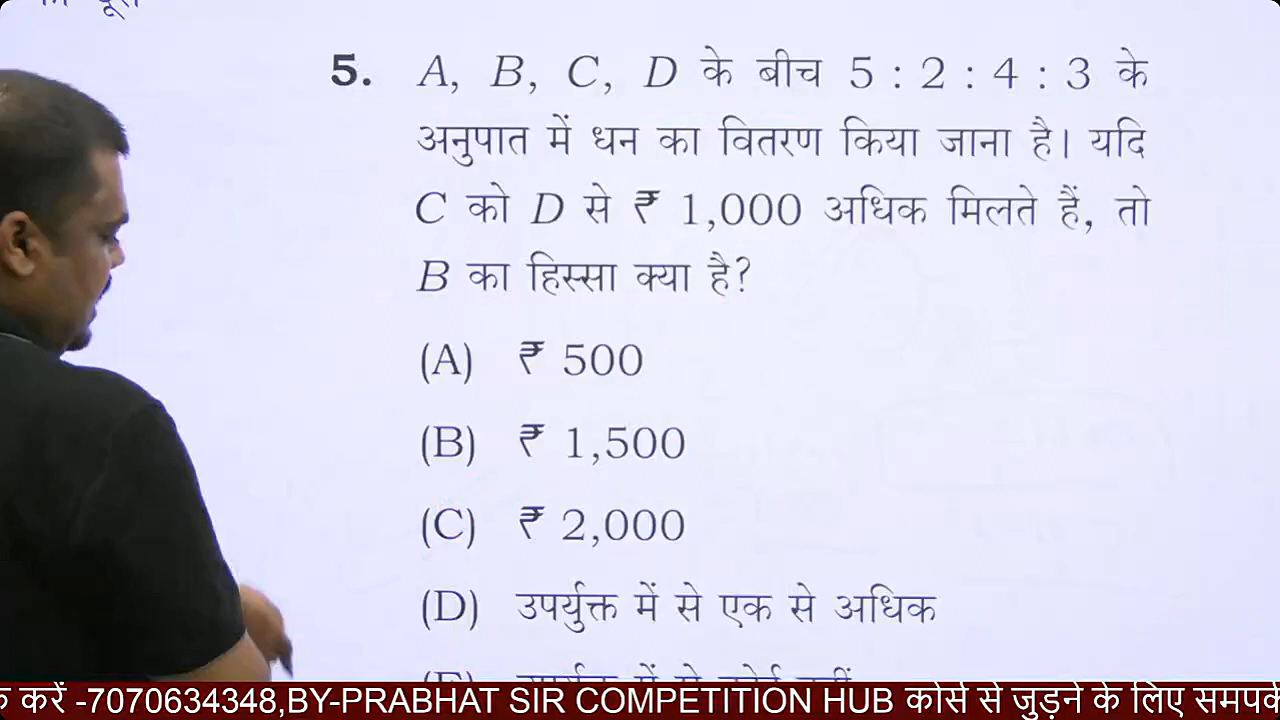 5. A, B, C, D के बीच 5 : 2 : 4 : 3 के
अनुपात में धन का वितरण किया जाना है। यदि
C को D से ₹ 1,000 अधिक मिलते हैं, तो
B का हिस्सा क्या है?
(A) ₹ 500
(B) ₹ 1,500
(C) ₹ 2,000
(D) उपर्युक्त में से एक से अधिक
करें -7070634348,BY-PRABHAT SIR COMPETITION HUB कोर्स से जुड़ने के लिए